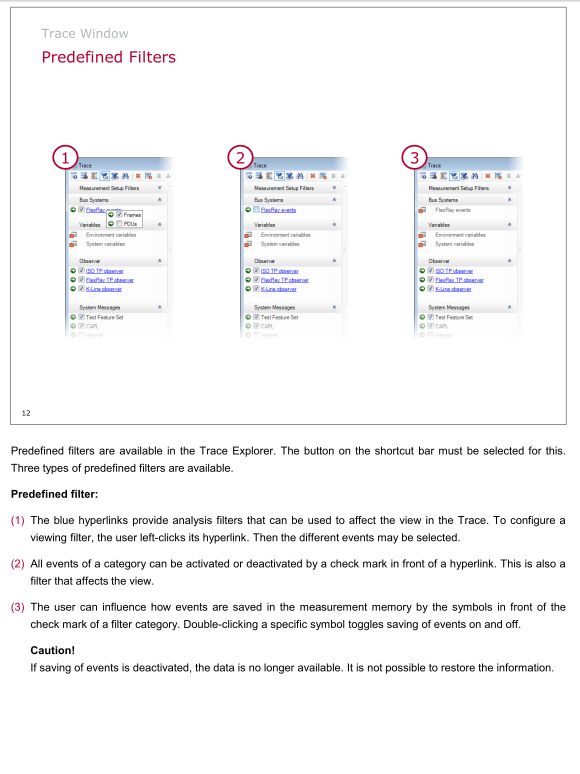 Trace Window
Predefined Filters
1
Trace
Measurement Setup Filters
Bus Systems
FlexRay events
Frames
PDUs
Variables
Environment variables
System variables
Observer
ISO TP observer
FlexRay TP observer
K-Line observer
System Messages
Test Feature Set
CAPL
2
Trace
Measurement Setup Filters
Bus Systems
FlexRay events
Variables
Environment variables
System variables
Observer
ISO TP observer
FlexRay TP observer
K-Line observer
System Messages
Test Feature Set
CAPL
3
Trace
Measurement Setup Filters
Bus Systems
FlexRay events
Variables
Environment variables
System variables
Observer
ISO TP observer
FlexRay TP observer
K-Line observer
System Messages
Test Feature Set
CAPL
12
Predefined filters are available in the Trace Explorer. The button on the shortcut bar must be selected for this.
Three types of predefined filters are available.
Predefined filter:
(1) The blue hyperlinks provide analysis filters that can be used to affect the view in the Trace. To configure a
viewing filter, the user left-clicks its hyperlink. Then the different events may be selected.
(2) All events of a category can be activated or deactivated by a check mark in front of a hyperlink. This is also a
filter that affects the view.
(3) The user can influence how events are saved in the measurement memory by the symbols in front of the
check mark of a filter category. Double-clicking a specific symbol toggles saving of events on and off.
Caution!
If saving of events is deactivated, the data is no longer available. It is not possible to restore the information.